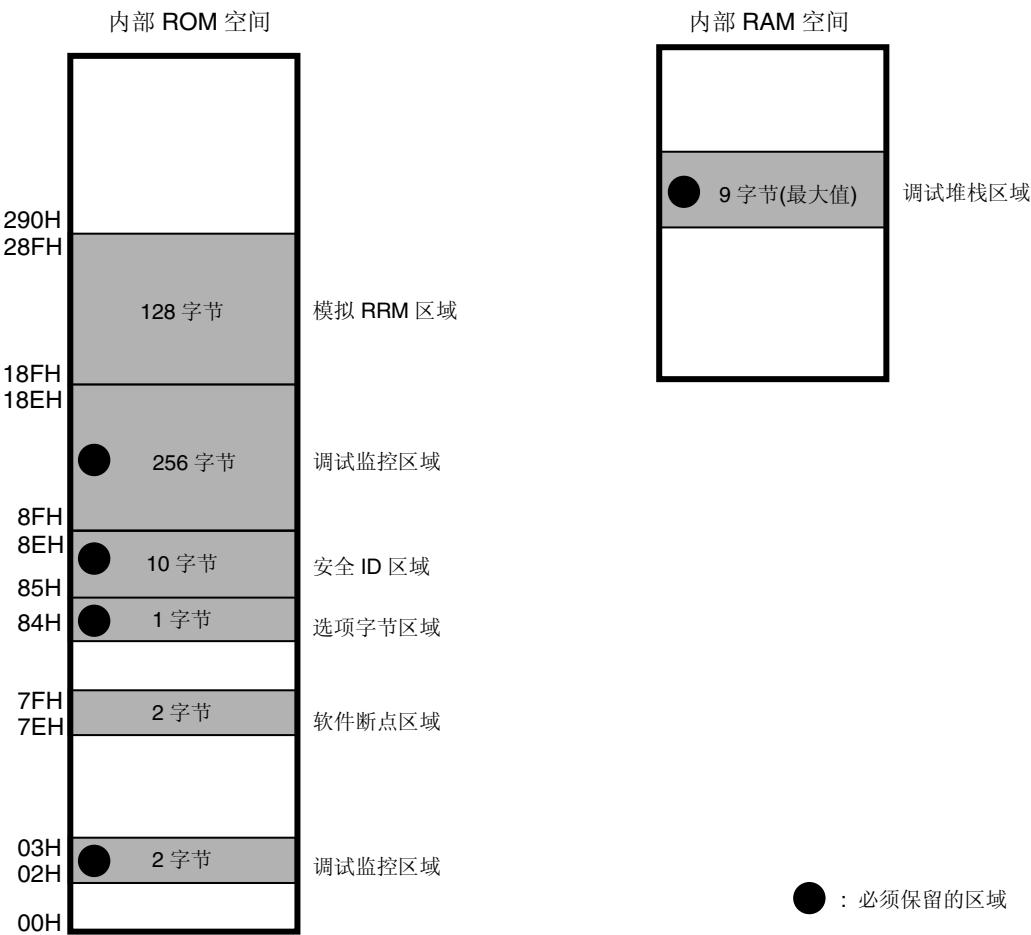 内部 ROM 空间
290H
28FH
128 字节
模拟 RRM 区域
18FH
18EH
256 字节
调试监控区域
8FH
8EH
10 字节
安全 ID 区域
85H
84H
1 字节
选项字节区域
7FH
7EH
2 字节
软件断点区域
03H
02H
2 字节
调试监控区域
00H
内部 RAM 空间
9 字节(最大值)
调试堆栈区域
: 必须保留的区域